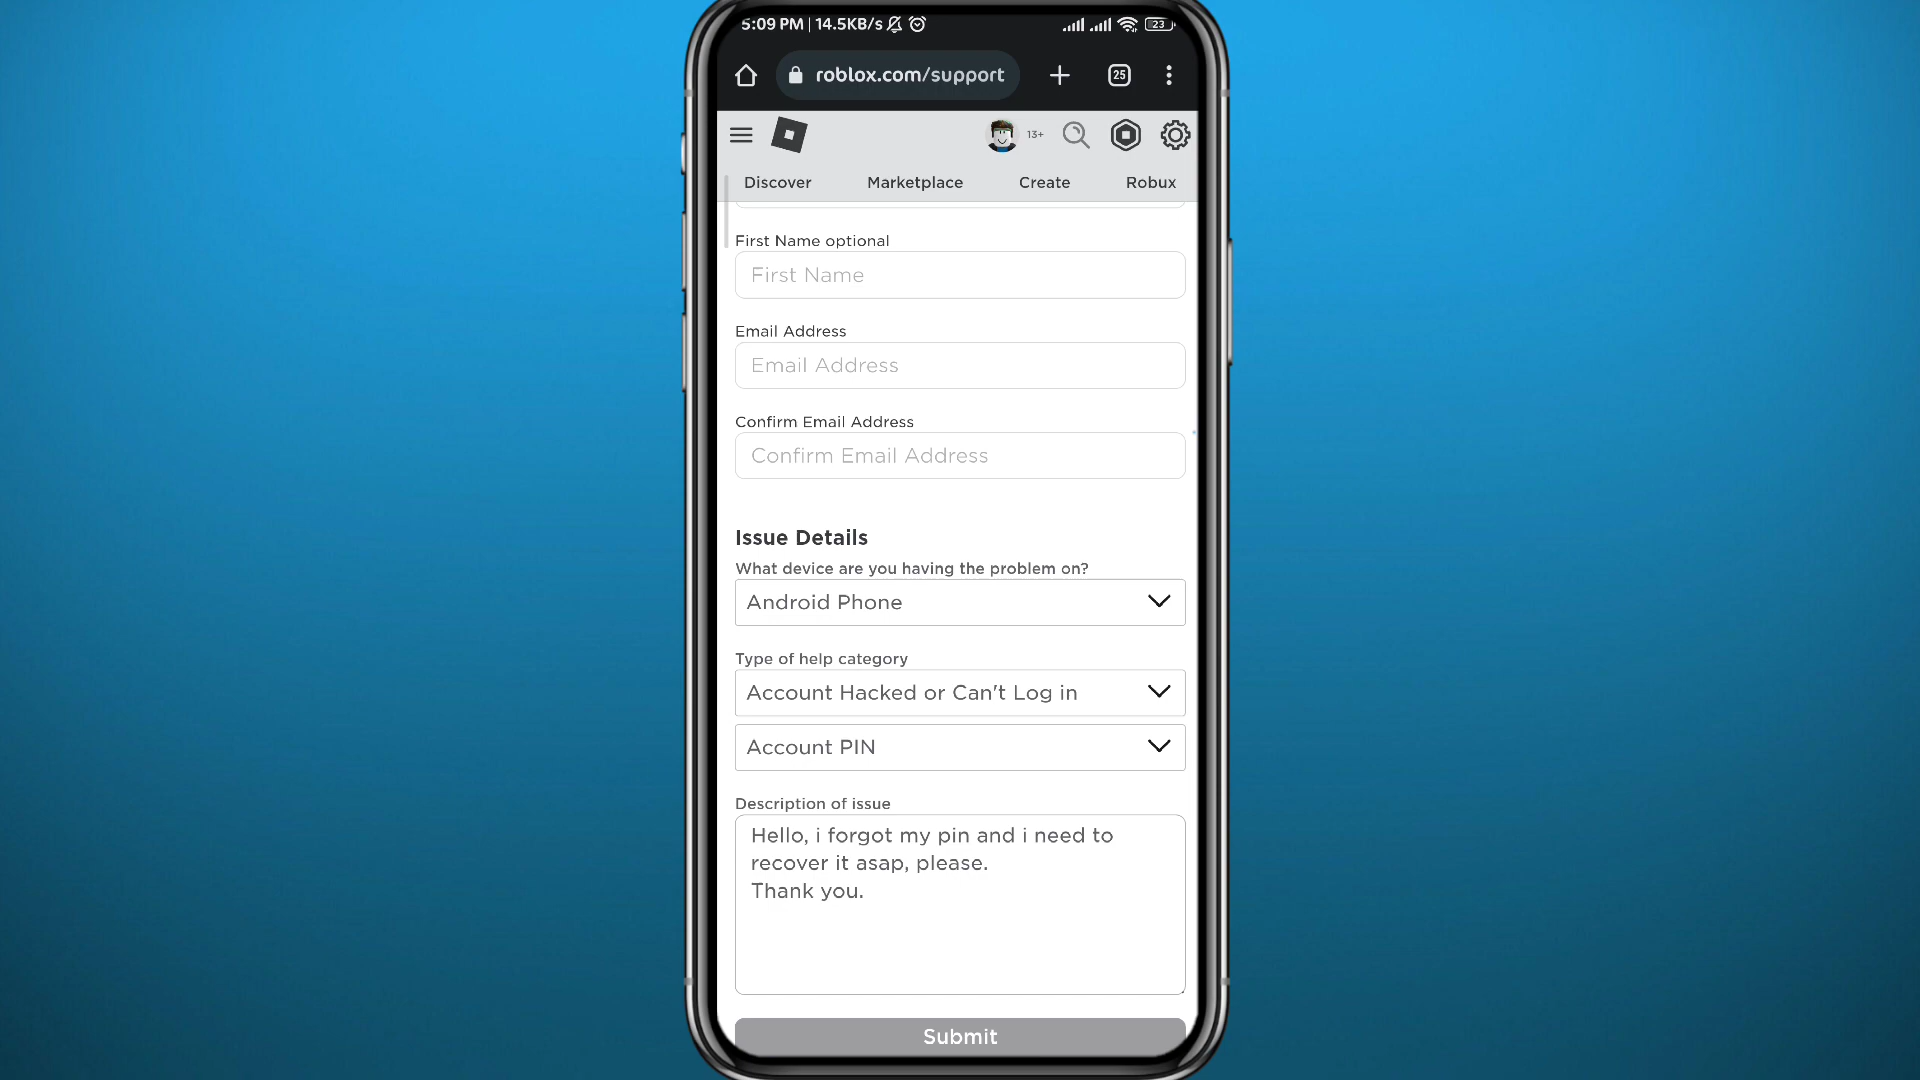 5:09 PM | 14.5KB/s
23
roblox.com/support
25
13+
Discover
Marketplace
Create
Robux
First Name optional
First Name
Email Address
Email Address
Confirm Email Address
Confirm Email Address
Issue Details
What device are you having the problem on?
Android Phone
Type of help category
Account Hacked or Can't Log in
Account PIN
Description of issue
Hello, i forgot my pin and i need to
recover it asap, please.
Thank you.
Submit